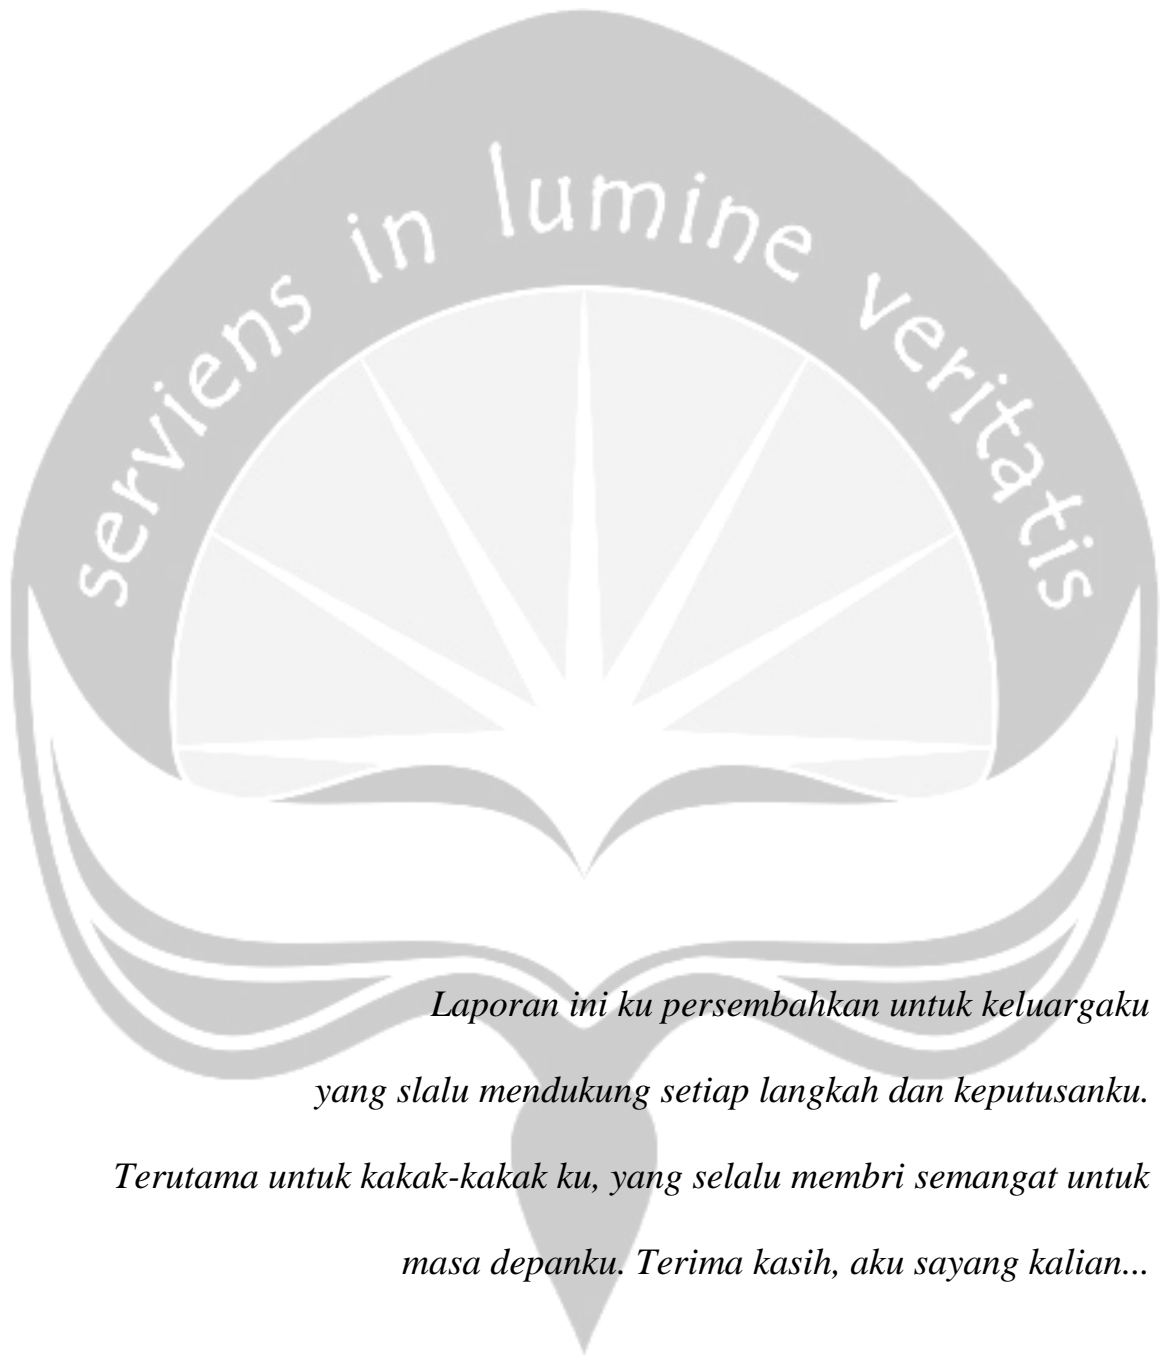 serviens in lumine veritatis
Laporan ini ku persembahkan untuk keluargaku
yang slalu mendukung setiap langkah dan keputusanku.
Terutama untuk kakak-kakak ku, yang selalu membri semangat untuk
masa depanku. Terima kasih, aku sayang kalian...